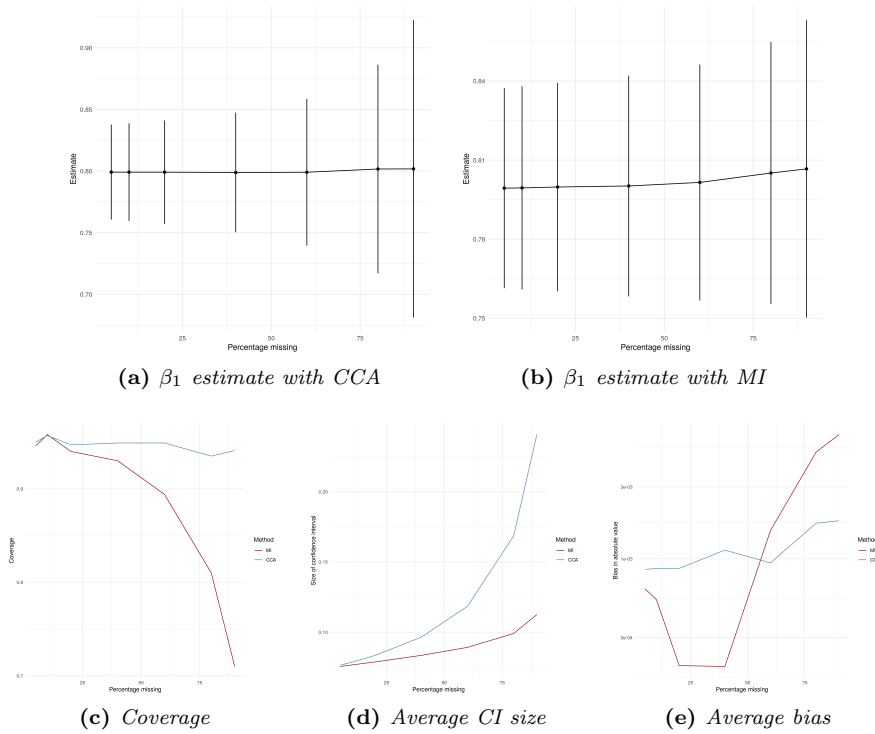 0.90
0.85
0.80
0.75
0.70
Estimate
25
50
75
Percentage missing
(a) β₁ estimate with CCA
0.84
0.81
0.78
0.75
Estimate
25
50
75
Percentage missing
(b) β₁ estimate with MI
0.9
0.8
0.7
Coverage
25
50
75
Percentage missing
Method
MI
CCA
(c) Coverage
0.20
0.15
0.10
Size of confidence interval
25
50
75
Percentage missing
Method
MI
CCA
(d) Average CI size
3e-03
1e-03
3e-04
Bias in absolute value
25
50
75
Percentage missing
Method
MI
(e) Average bias